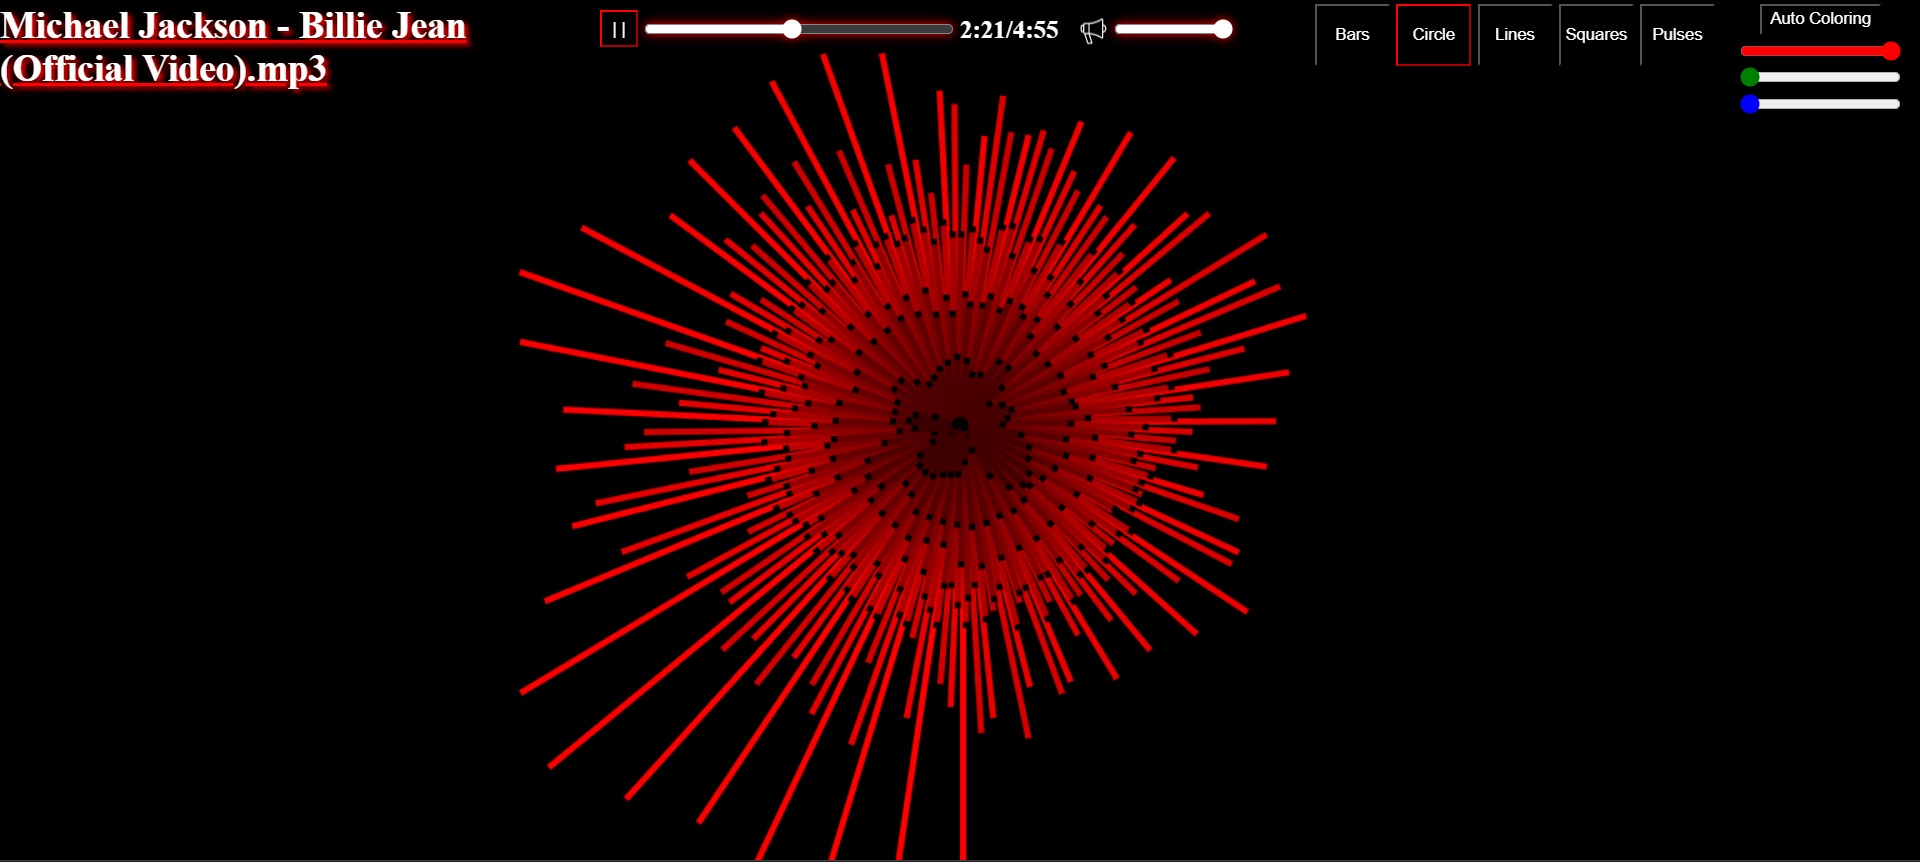 Michael Jackson - Billie Jean
(Official Video).mp3
2:21/4:55
Bars
Circle
Lines
Squares
Pulses
Auto Coloring